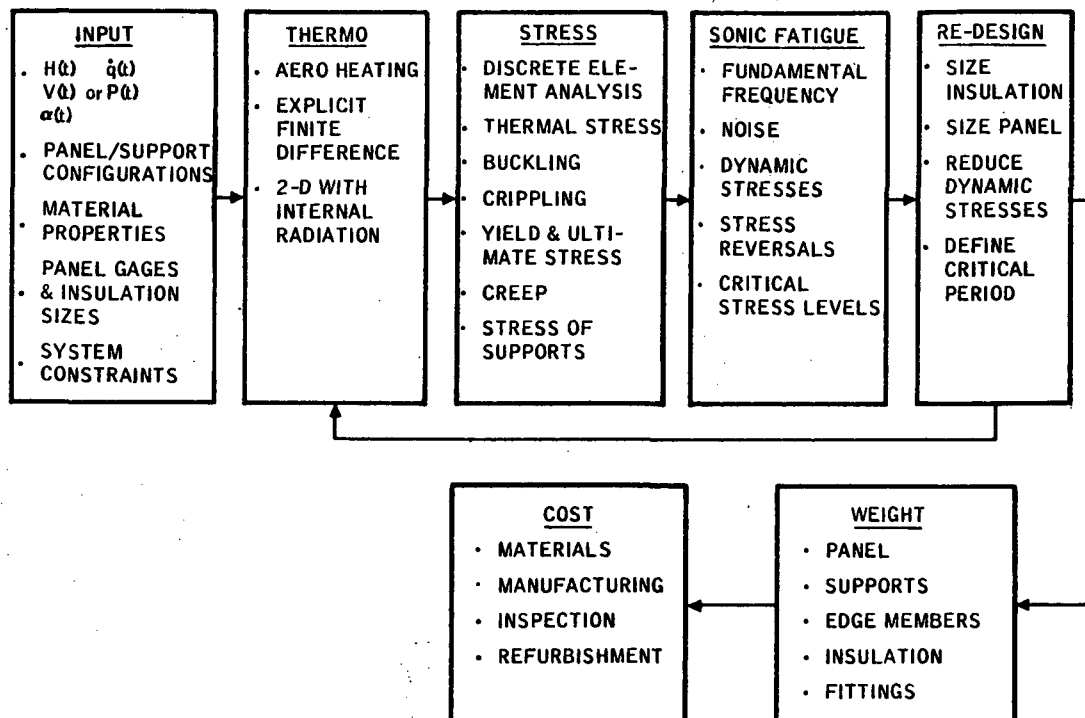 INPUT
· H(t) q̇(t)
V(t) or P(t)
α(t)
· PANEL/SUPPORT
CONFIGURATIONS
· MATERIAL
PROPERTIES
PANEL GAGES
· & INSULATION
SIZES
· SYSTEM
CONSTRAINTS
THERMO
· AERO HEATING
· EXPLICIT
FINITE
DIFFERENCE
· 2-D WITH
INTERNAL
RADIATION
STRESS
· DISCRETE ELE-
MENT ANALYSIS
· THERMAL STRESS
· BUCKLING
· CRIPPLING
· YIELD & ULTI-
MATE STRESS
· CREEP
· STRESS OF
SUPPORTS
SONIC FATIGUE
· FUNDAMENTAL
FREQUENCY
· NOISE
· DYNAMIC
STRESSES
· STRESS
REVERSALS
· CRITICAL
STRESS LEVELS
RE-DESIGN
· SIZE
INSULATION
· SIZE PANEL
· REDUCE
DYNAMIC
STRESSES
· DEFINE
CRITICAL
PERIOD
COST
· MATERIALS
· MANUFACTURING
· INSPECTION
· REFURBISHMENT
WEIGHT
· PANEL
· SUPPORTS
· EDGE MEMBERS
· INSULATION
· FITTINGS